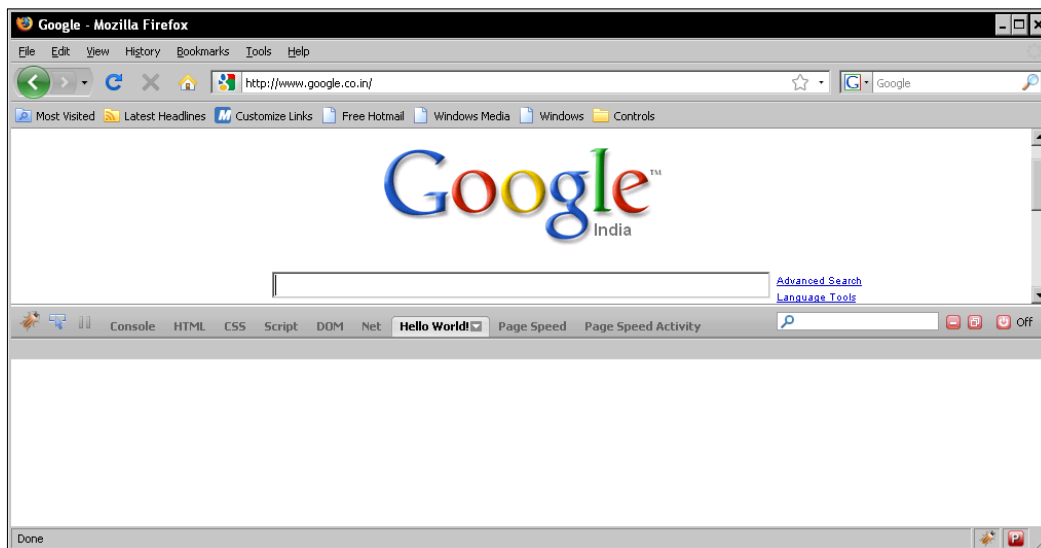 Google - Mozilla Firefox
File Edit View History Bookmarks Tools Help
http://www.google.co.in/ G Google
Most Visited Latest Headlines M Customize Links Free Hotmail Windows Media Windows Controls
Google™
India
Advanced Search
Language Tools
Console HTML CSS Script DOM Net Hello World! Page Speed Page Speed Activity Off
Done P